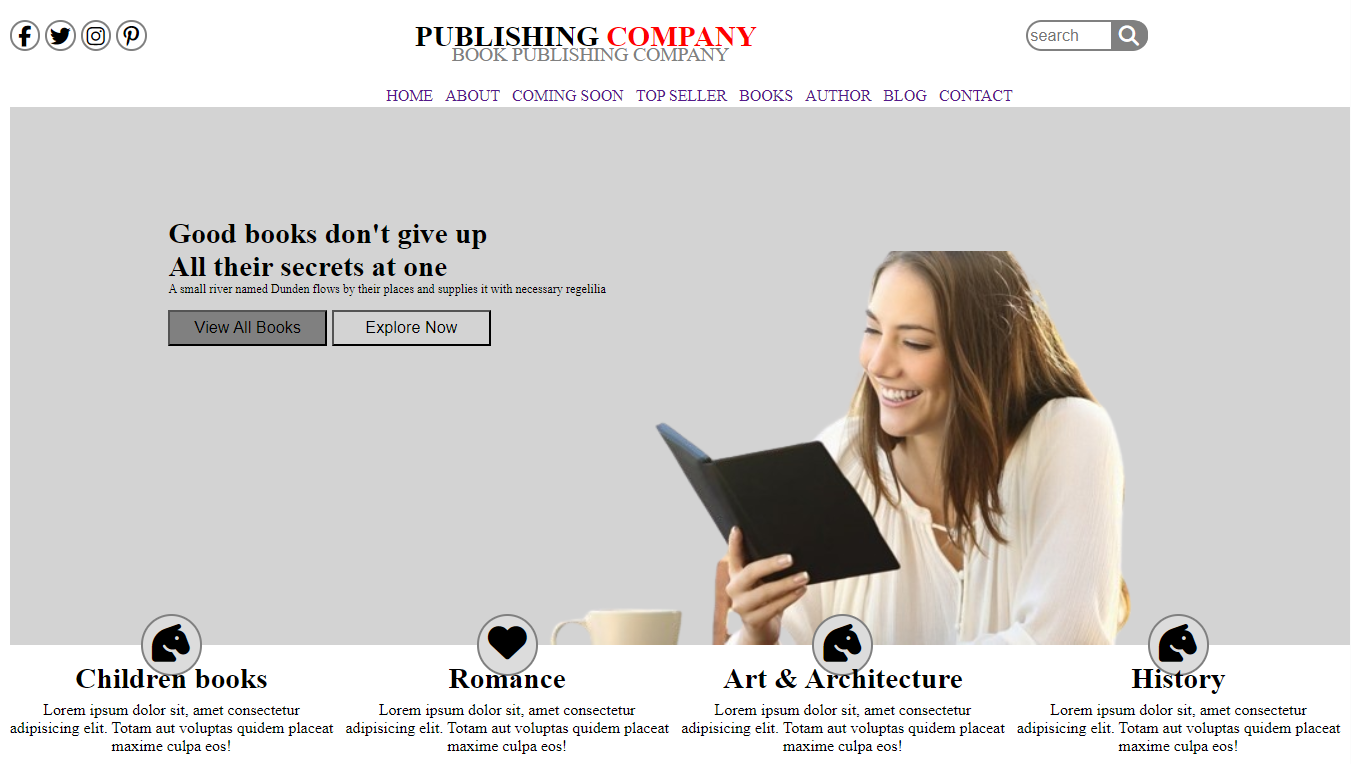 PUBLISHING COMPANY
BOOK PUBLISHING COMPANY
search
HOME ABOUT COMING SOON TOP SELLER BOOKS AUTHOR BLOG CONTACT
Good books don't give up
All their secrets at one
A small river named Dunden flows by their places and supplies it with necessary regelilia
View All Books
Explore Now
Children books
Lorem ipsum dolor sit, amet consectetur
adipisicing elit. Totam aut voluptas quidem placeat
maxime culpa eos!
Romance
Lorem ipsum dolor sit, amet consectetur
adipisicing elit. Totam aut voluptas quidem placeat
maxime culpa eos!
Art & Architecture
Lorem ipsum dolor sit, amet consectetur
adipisicing elit. Totam aut voluptas quidem placeat
maxime culpa eos!
History
Lorem ipsum dolor sit, amet consectetur
adipisicing elit. Totam aut voluptas quidem placeat
maxime culpa eos!